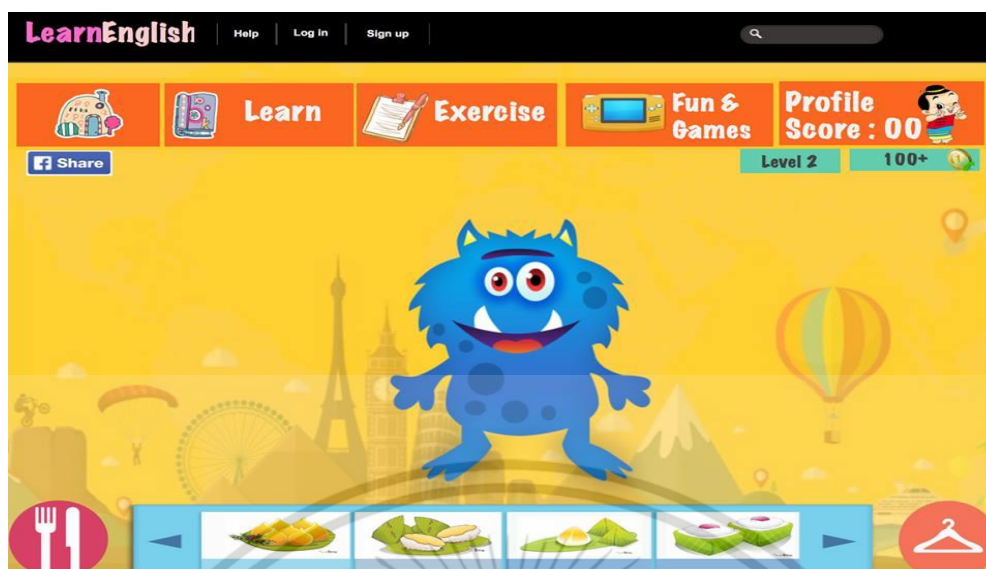 LearnEnglish
Help
Log in
Sign up
Learn
Exercise
Fun &
Games
Profile
Score : 00
Share
Level 2
100+